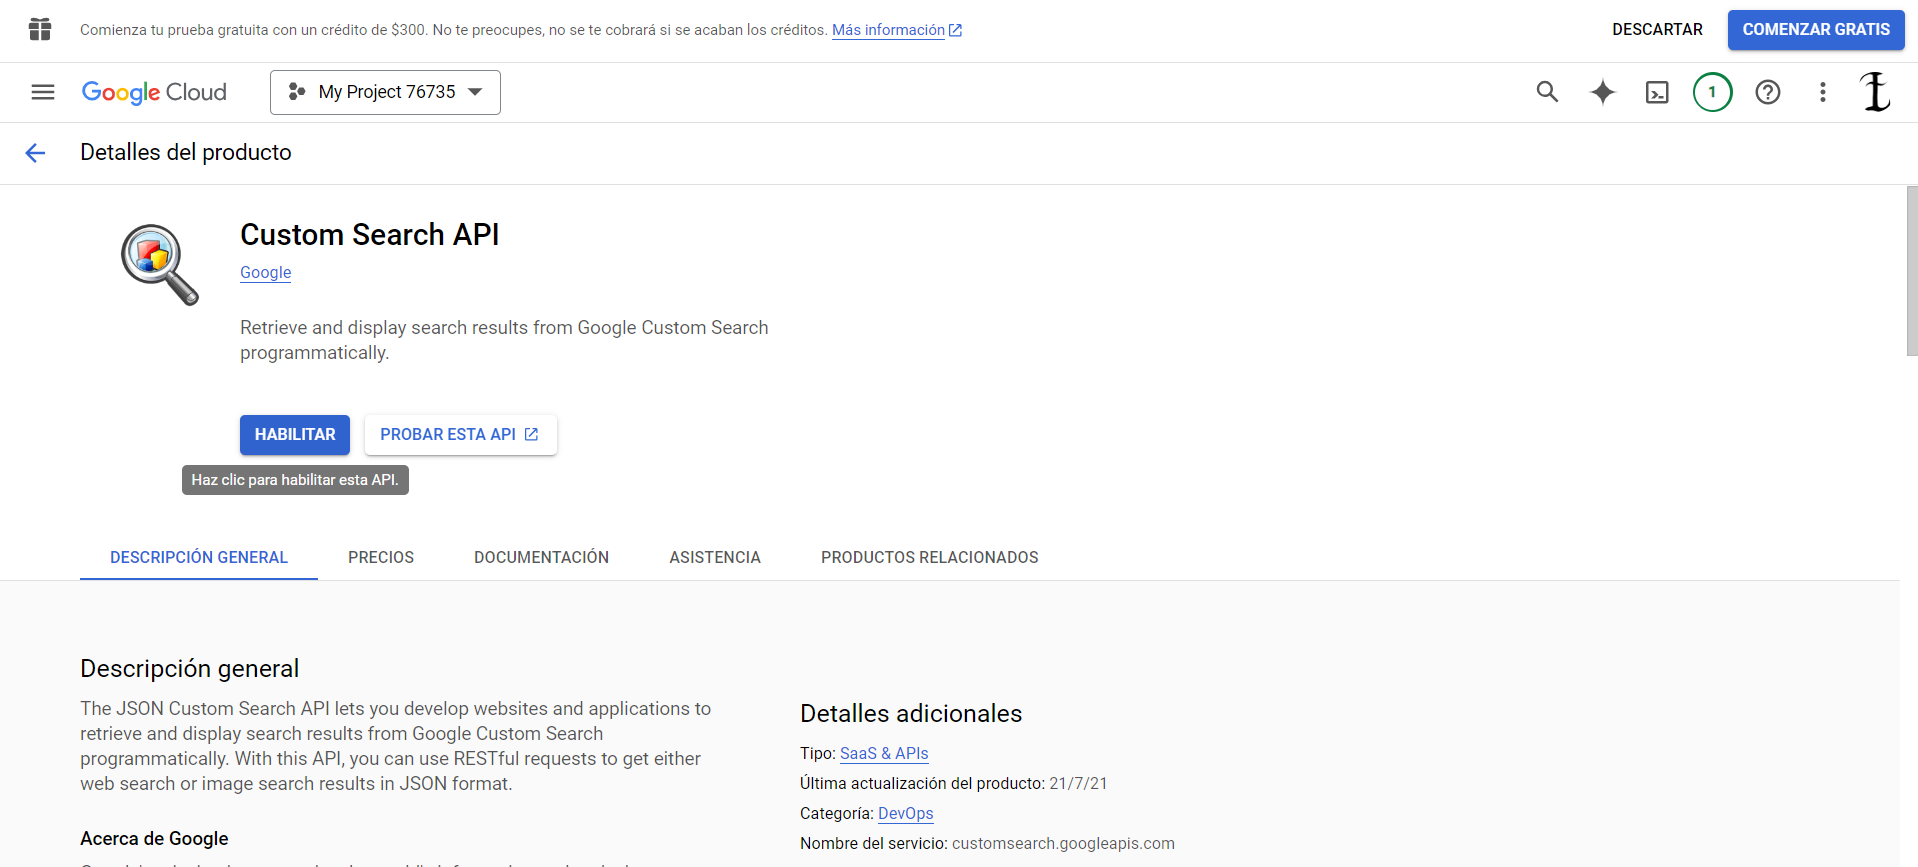 Comienza tu prueba gratuita con un crédito de $300. No te preocupes, no se te cobrará si se acaban los créditos. Más información
DESCARTAR
COMENZAR GRATIS
Google Cloud
My Project 76735
1
Detalles del producto
Custom Search API
Google
Retrieve and display search results from Google Custom Search
programmatically.
HABILITAR
PROBAR ESTA API
Haz clic para habilitar esta API.
DESCRIPCIÓN GENERAL
PRECIOS
DOCUMENTACIÓN
ASISTENCIA
PRODUCTOS RELACIONADOS
Descripción general
The JSON Custom Search API lets you develop websites and applications to
retrieve and display search results from Google Custom Search
programmatically. With this API, you can use RESTful requests to get either
web search or image search results in JSON format.
Acerca de Google
Detalles adicionales
Tipo: SaaS & APIs
Última actualización del producto: 21/7/21
Categoría: DevOps
Nombre del servicio: customsearch.googleapis.com